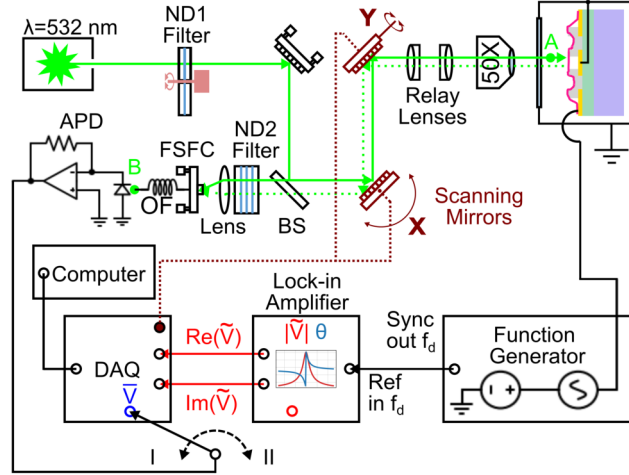 λ=532 nm
ND1
Filter
Y
Relay
Lenses
50X
A
APD
B
FSFC
ND2
Filter
OF
Lens
BS
X
Scanning
Mirrors
Computer
DAQ
V̅
Re(Ṽ)
Im(Ṽ)
Lock-in
Amplifier
|Ṽ| θ
Sync
out f_d
Ref
in f_d
Function
Generator
I
II